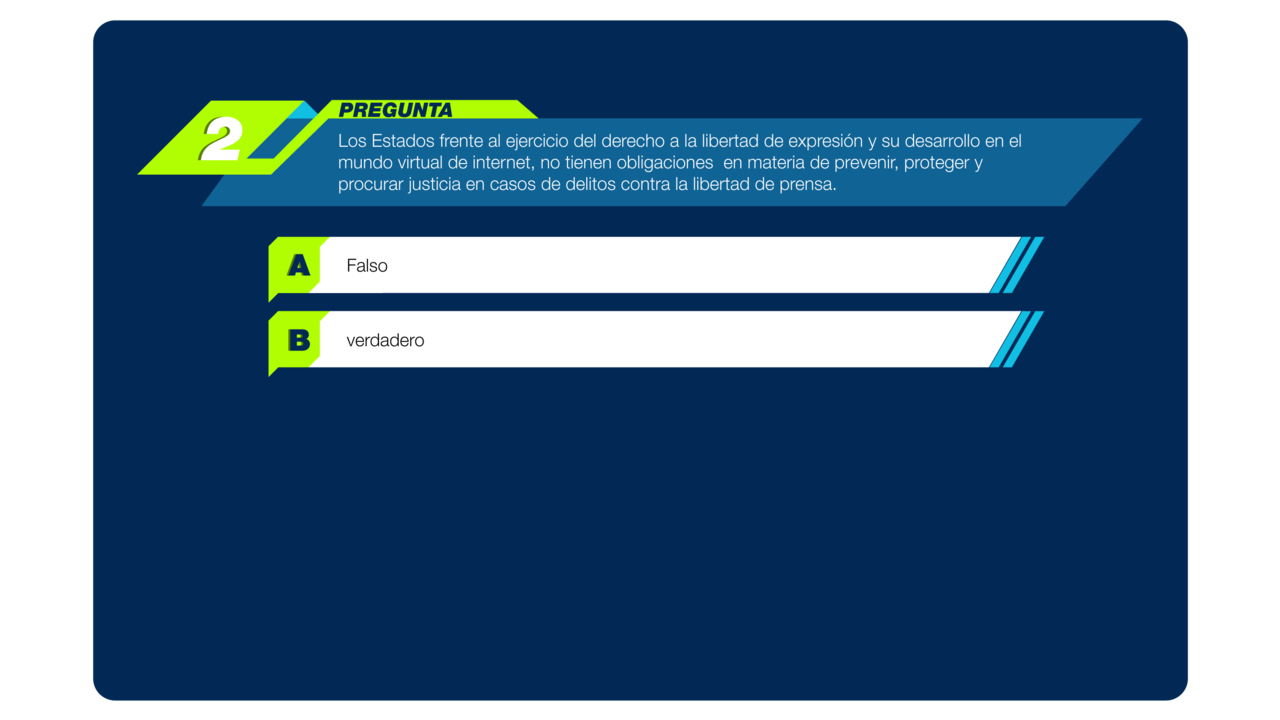 2
PREGUNTA
Los Estados frente al ejercicio del derecho a la libertad de expresión y su desarrollo en el
mundo virtual de internet, no tienen obligaciones  en materia de prevenir, proteger y
procurar justicia en casos de delitos contra la libertad de prensa.
A
Falso
B
verdadero